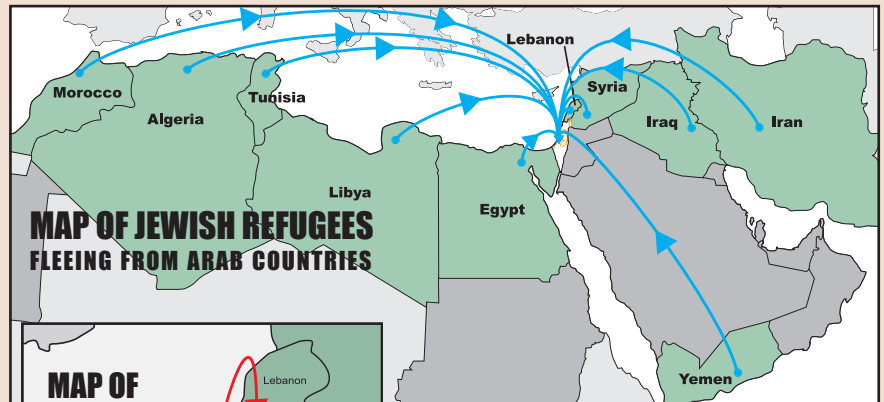 Lebanon
Morocco
Tunisia
Syria
Algeria
Iraq
Iran
Libya
Egypt
MAP OF JEWISH REFUGEES
FLEEING FROM ARAB COUNTRIES
Yemen
Lebanon
MAP OF